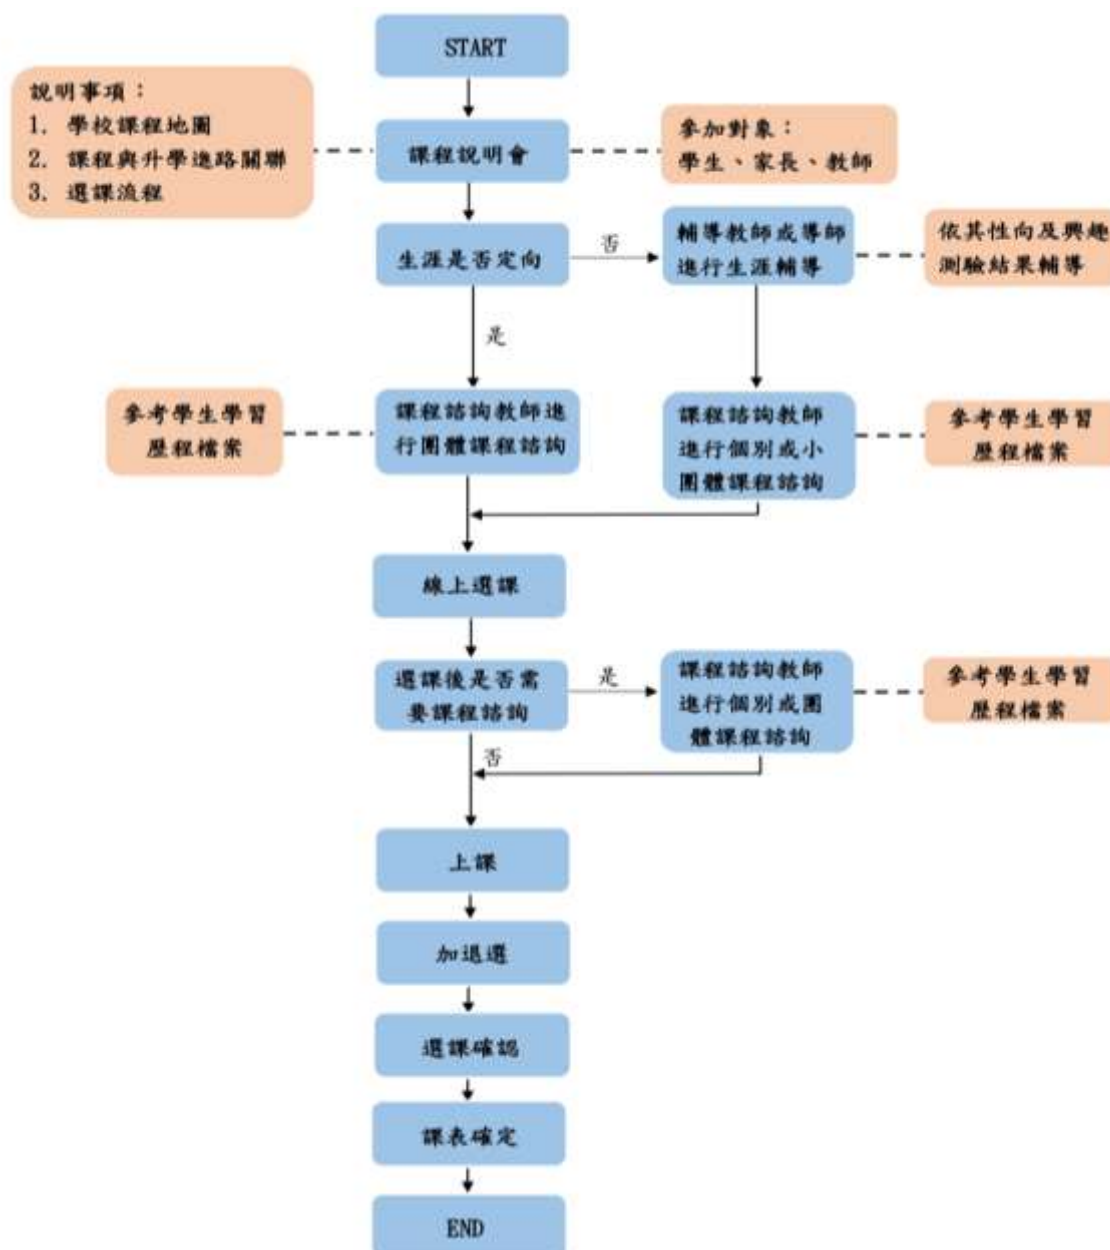 START
說明事項：
1. 學校課程地圖
2. 課程與升學進路關聯
3. 選課流程
課程說明會
參加對象：
學生、家長、教師
生涯是否定向
否
輔導教師或導師
進行生涯輔導
依其性向及興趣
測驗結果輔導
是
參考學生學習
歷程檔案
課程諮詢教師進
行團體課程諮詢
課程諮詢教師
進行個別或小
團體課程諮詢
參考學生學習
歷程檔案
線上選課
選課後是否需
要課程諮詢
是
課程諮詢教師
進行個別或團
體課程諮詢
參考學生學習
歷程檔案
否
上課
加退選
選課確認
課表確定
END